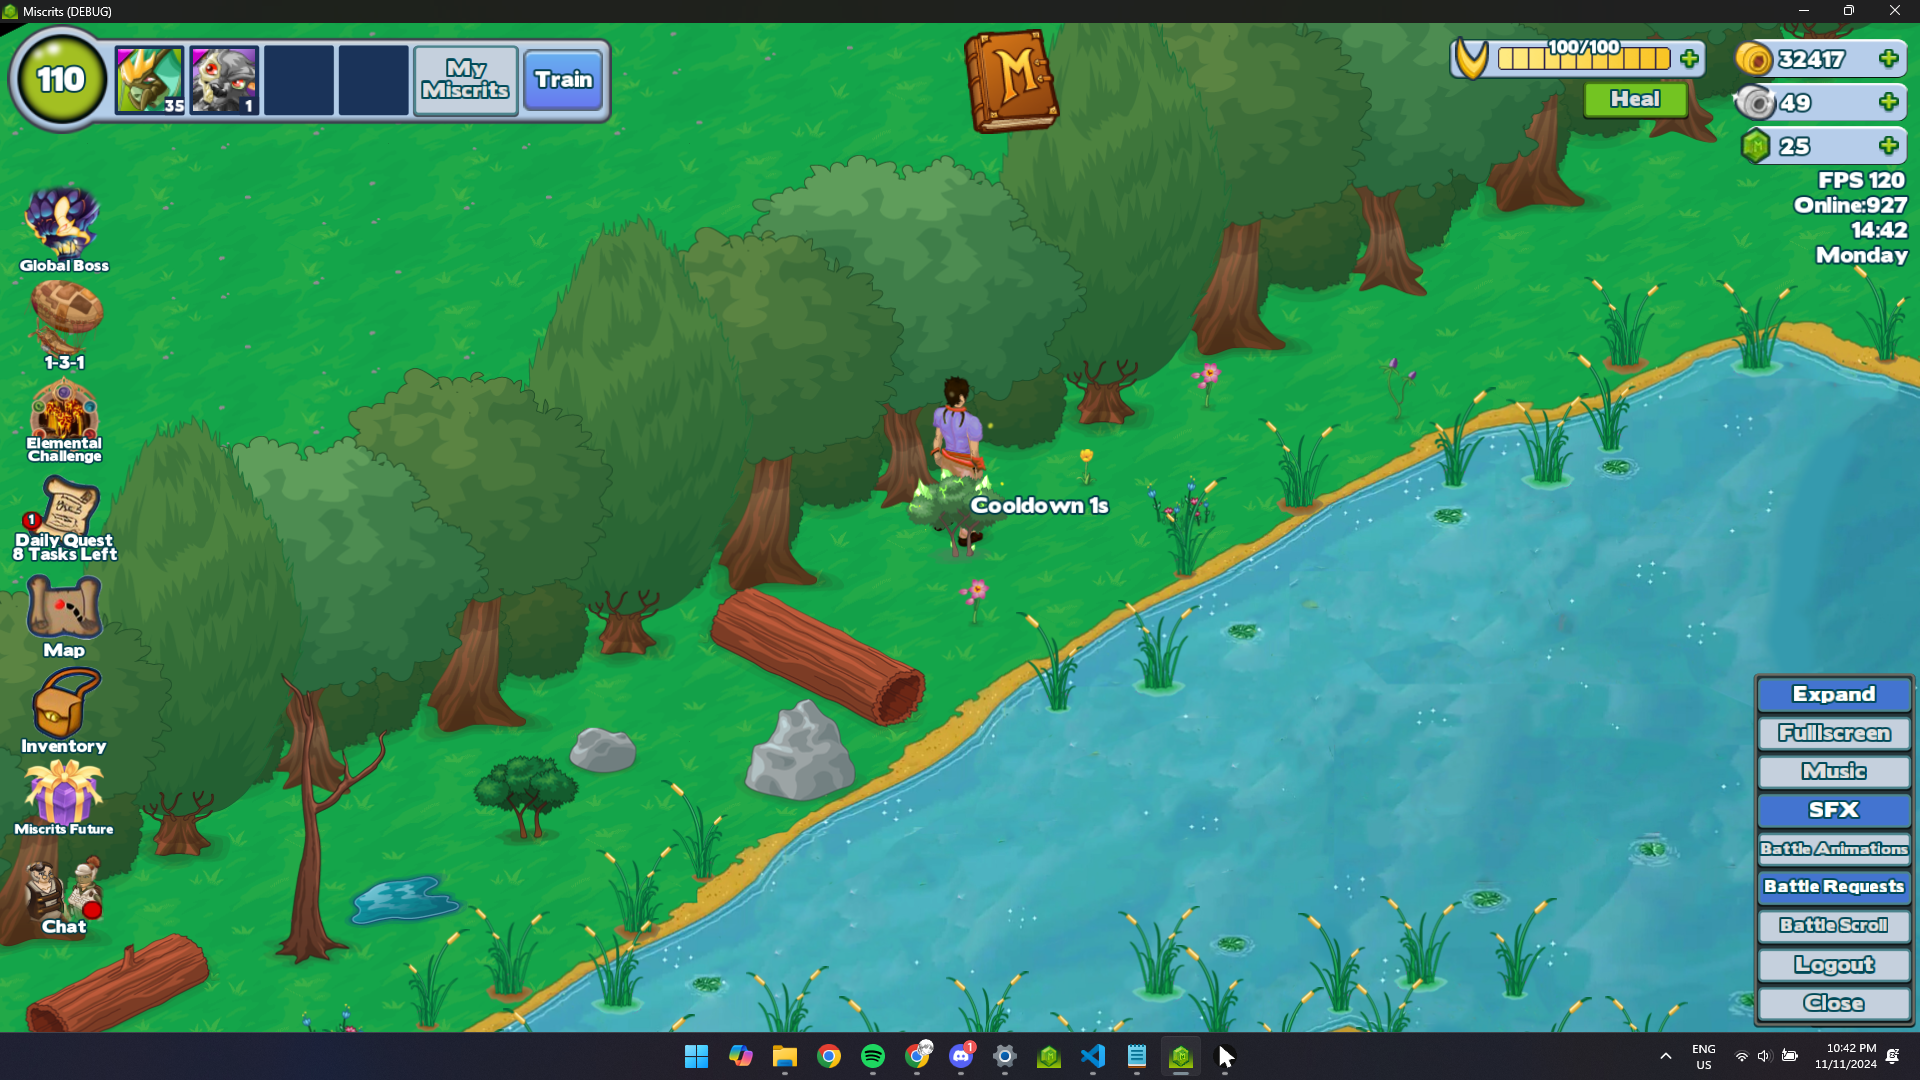 Miscrits (DEBUG)
110
35
1
My
Miscrits
Train
M
100/100
Heal
32417
49
25
FPS 120
Online:927
14:42
Monday
Global Boss
1-3-1
Elemental
Challenge
1
Daily Quest
8 Tasks Left
Map
Inventory
Miscrits Future
Chat
Cooldown 1s
Expand
Fullscreen
Music
SFX
Battle Animations
Battle Requests
Battle Scroll
Logout
Close
1
ENG
US
10:42 PM
11/11/2024